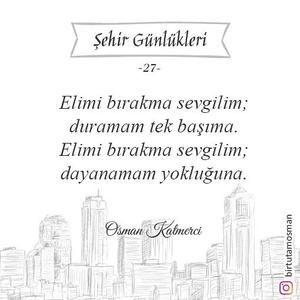 Şehir Günlükleri
-27-
Elimi bırakma sevgilim;
duramam tek başıma.
Elimi bırakma sevgilim;
dayanamam yokluğuna.
Osman Kalmerci
birtutamosman